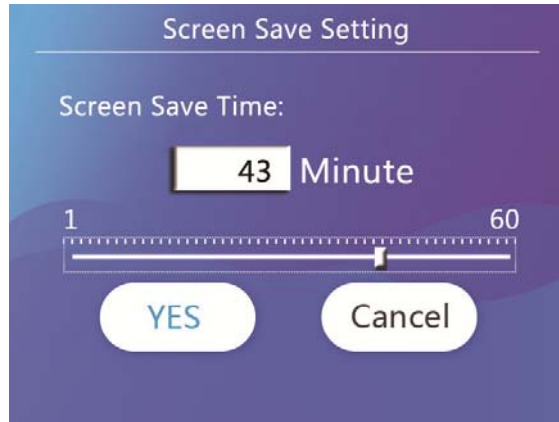 Screen Save Setting
Screen Save Time:
43 Minute
1 60
YES Cancel